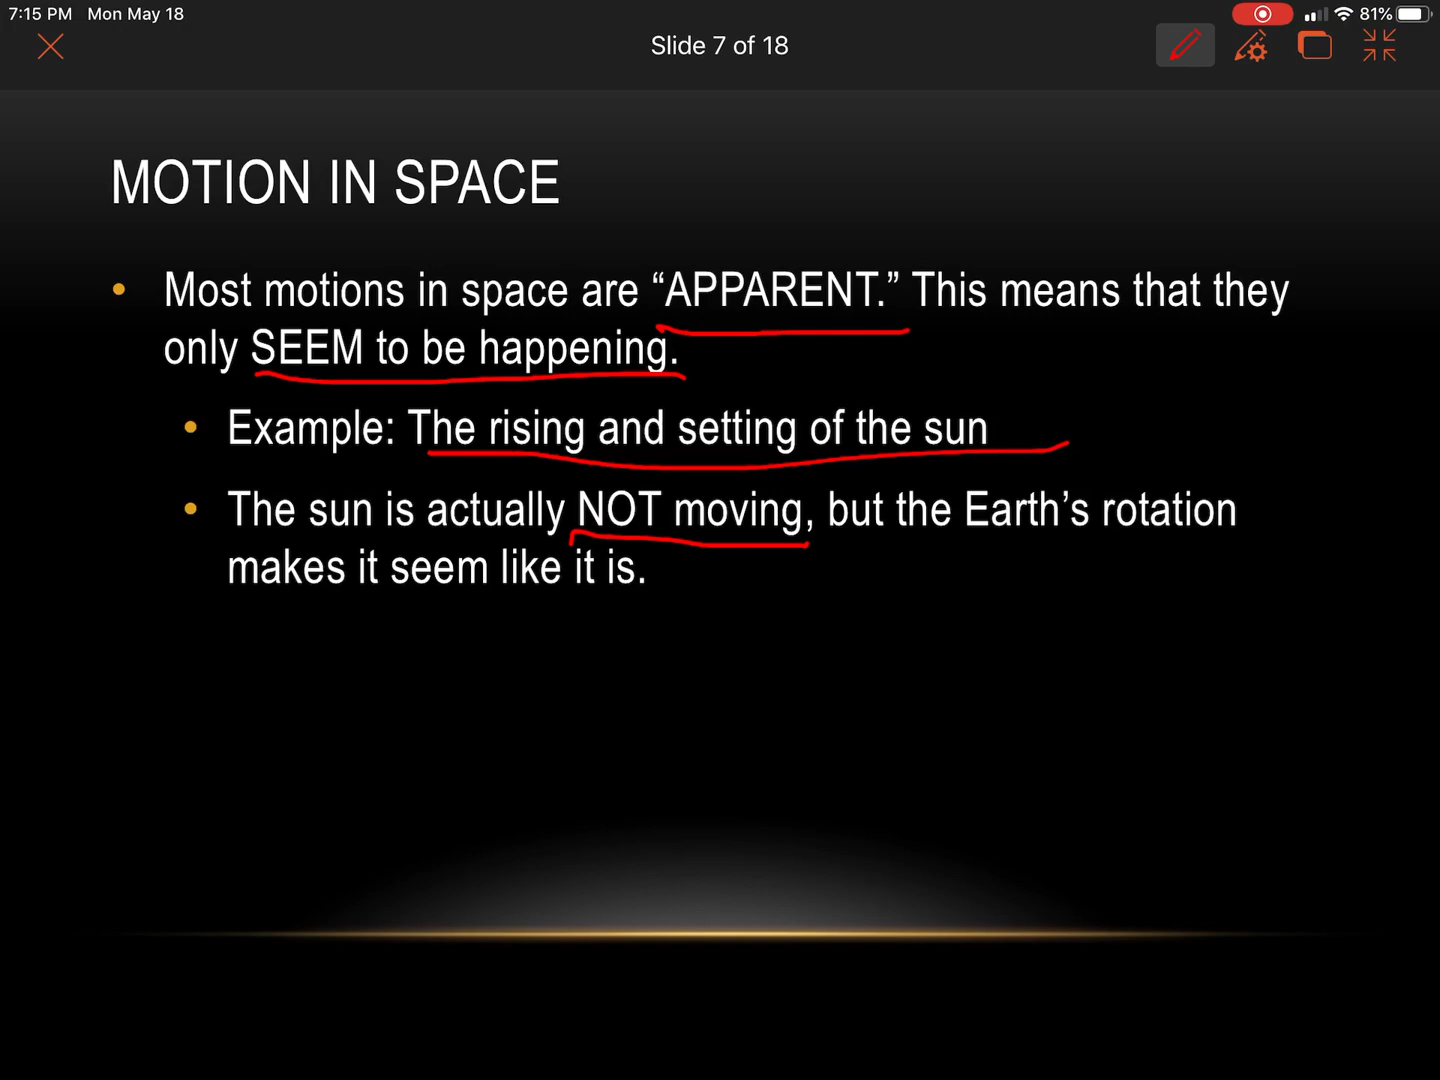 7:15 PM Mon May 18
81%
Slide 7 of 18
MOTION IN SPACE
• Most motions in space are “APPARENT.” This means that they
only SEEM to be happening.
• Example: The rising and setting of the sun
• The sun is actually NOT moving, but the Earth’s rotation
makes it seem like it is.